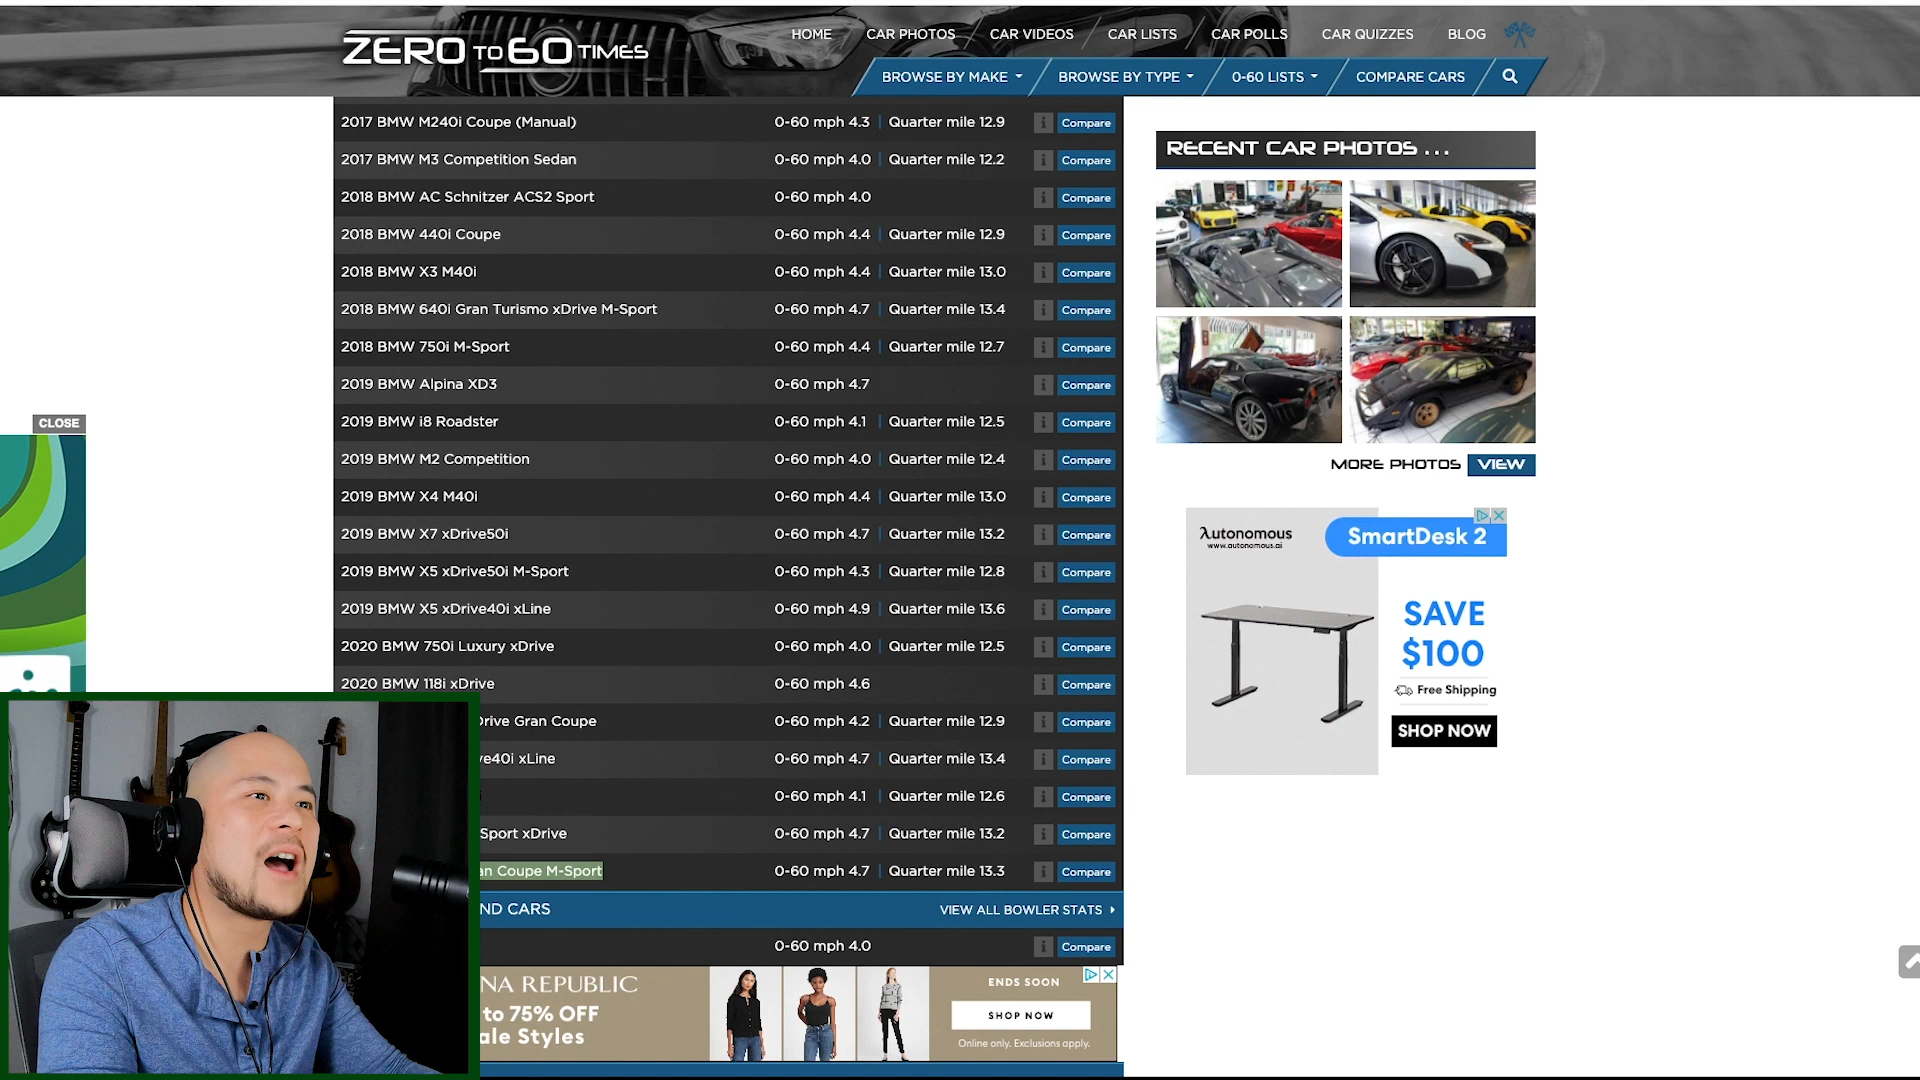 ZERO TO 60 TIMES
HOME
CAR PHOTOS
CAR VIDEOS
CAR LISTS
CAR POLLS
CAR QUIZZES
BLOG
BROWSE BY MAKE
BROWSE BY TYPE
0-60 LISTS
COMPARE CARS
2017 BMW M240i Coupe (Manual) 0-60 mph 4.3 | Quarter mile 12.9 i Compare
2017 BMW M3 Competition Sedan 0-60 mph 4.0 | Quarter mile 12.2 i Compare
2018 BMW AC Schnitzer ACS2 Sport 0-60 mph 4.0 i Compare
2018 BMW 440i Coupe 0-60 mph 4.4 | Quarter mile 12.9 i Compare
2018 BMW X3 M40i 0-60 mph 4.4 | Quarter mile 13.0 i Compare
2018 BMW 640i Gran Turismo xDrive M-Sport 0-60 mph 4.7 | Quarter mile 13.4 i Compare
2018 BMW 750i M-Sport 0-60 mph 4.4 | Quarter mile 12.7 i Compare
2019 BMW Alpina XD3 0-60 mph 4.7 i Compare
2019 BMW i8 Roadster 0-60 mph 4.1 | Quarter mile 12.5 i Compare
2019 BMW M2 Competition 0-60 mph 4.0 | Quarter mile 12.4 i Compare
2019 BMW X4 M40i 0-60 mph 4.4 | Quarter mile 13.0 i Compare
2019 BMW X7 xDrive50i 0-60 mph 4.7 | Quarter mile 13.2 i Compare
2019 BMW X5 xDrive50i M-Sport 0-60 mph 4.3 | Quarter mile 12.8 i Compare
2019 BMW X5 xDrive40i xLine 0-60 mph 4.9 | Quarter mile 13.6 i Compare
2020 BMW 750i Luxury xDrive 0-60 mph 4.0 | Quarter mile 12.5 i Compare
2020 BMW 118i xDrive 0-60 mph 4.6 i Compare
Drive Gran Coupe 0-60 mph 4.2 | Quarter mile 12.9 i Compare
ve40i xLine 0-60 mph 4.7 | Quarter mile 13.4 i Compare
i 0-60 mph 4.1 | Quarter mile 12.6 i Compare
Sport xDrive 0-60 mph 4.7 | Quarter mile 13.2 i Compare
an Coupe M-Sport 0-60 mph 4.7 | Quarter mile 13.3 i Compare
ND CARS VIEW ALL BOWLER STATS
0-60 mph 4.0 i Compare
NA REPUBLIC
to 75% OFF
ale Styles
ENDS SOON
SHOP NOW
Online only. Exclusions apply.
CLOSE
RECENT CAR PHOTOS ...
MORE PHOTOS VIEW
Autonomous
www.autonomous.ai
SmartDesk 2
SAVE
$100
Free Shipping
SHOP NOW